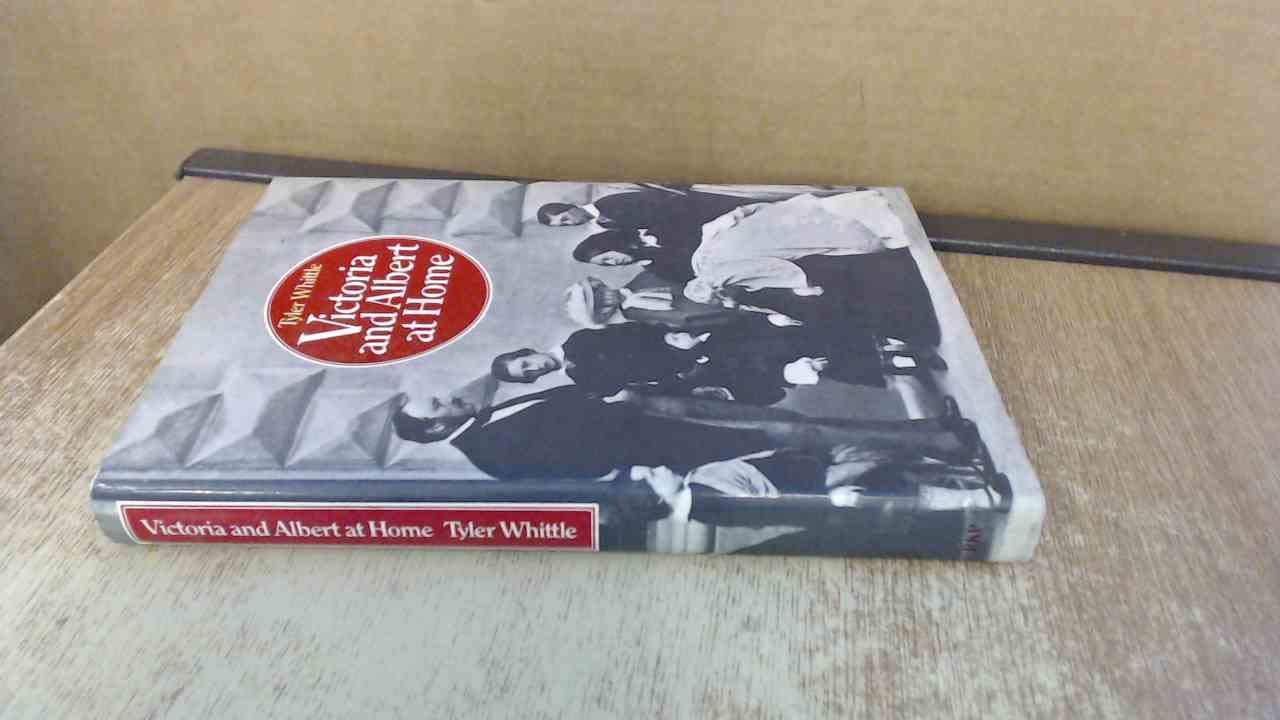 Tyler Whittle
Victoria
and Albert
at Home
Victoria and Albert at Home Tyler Whittle